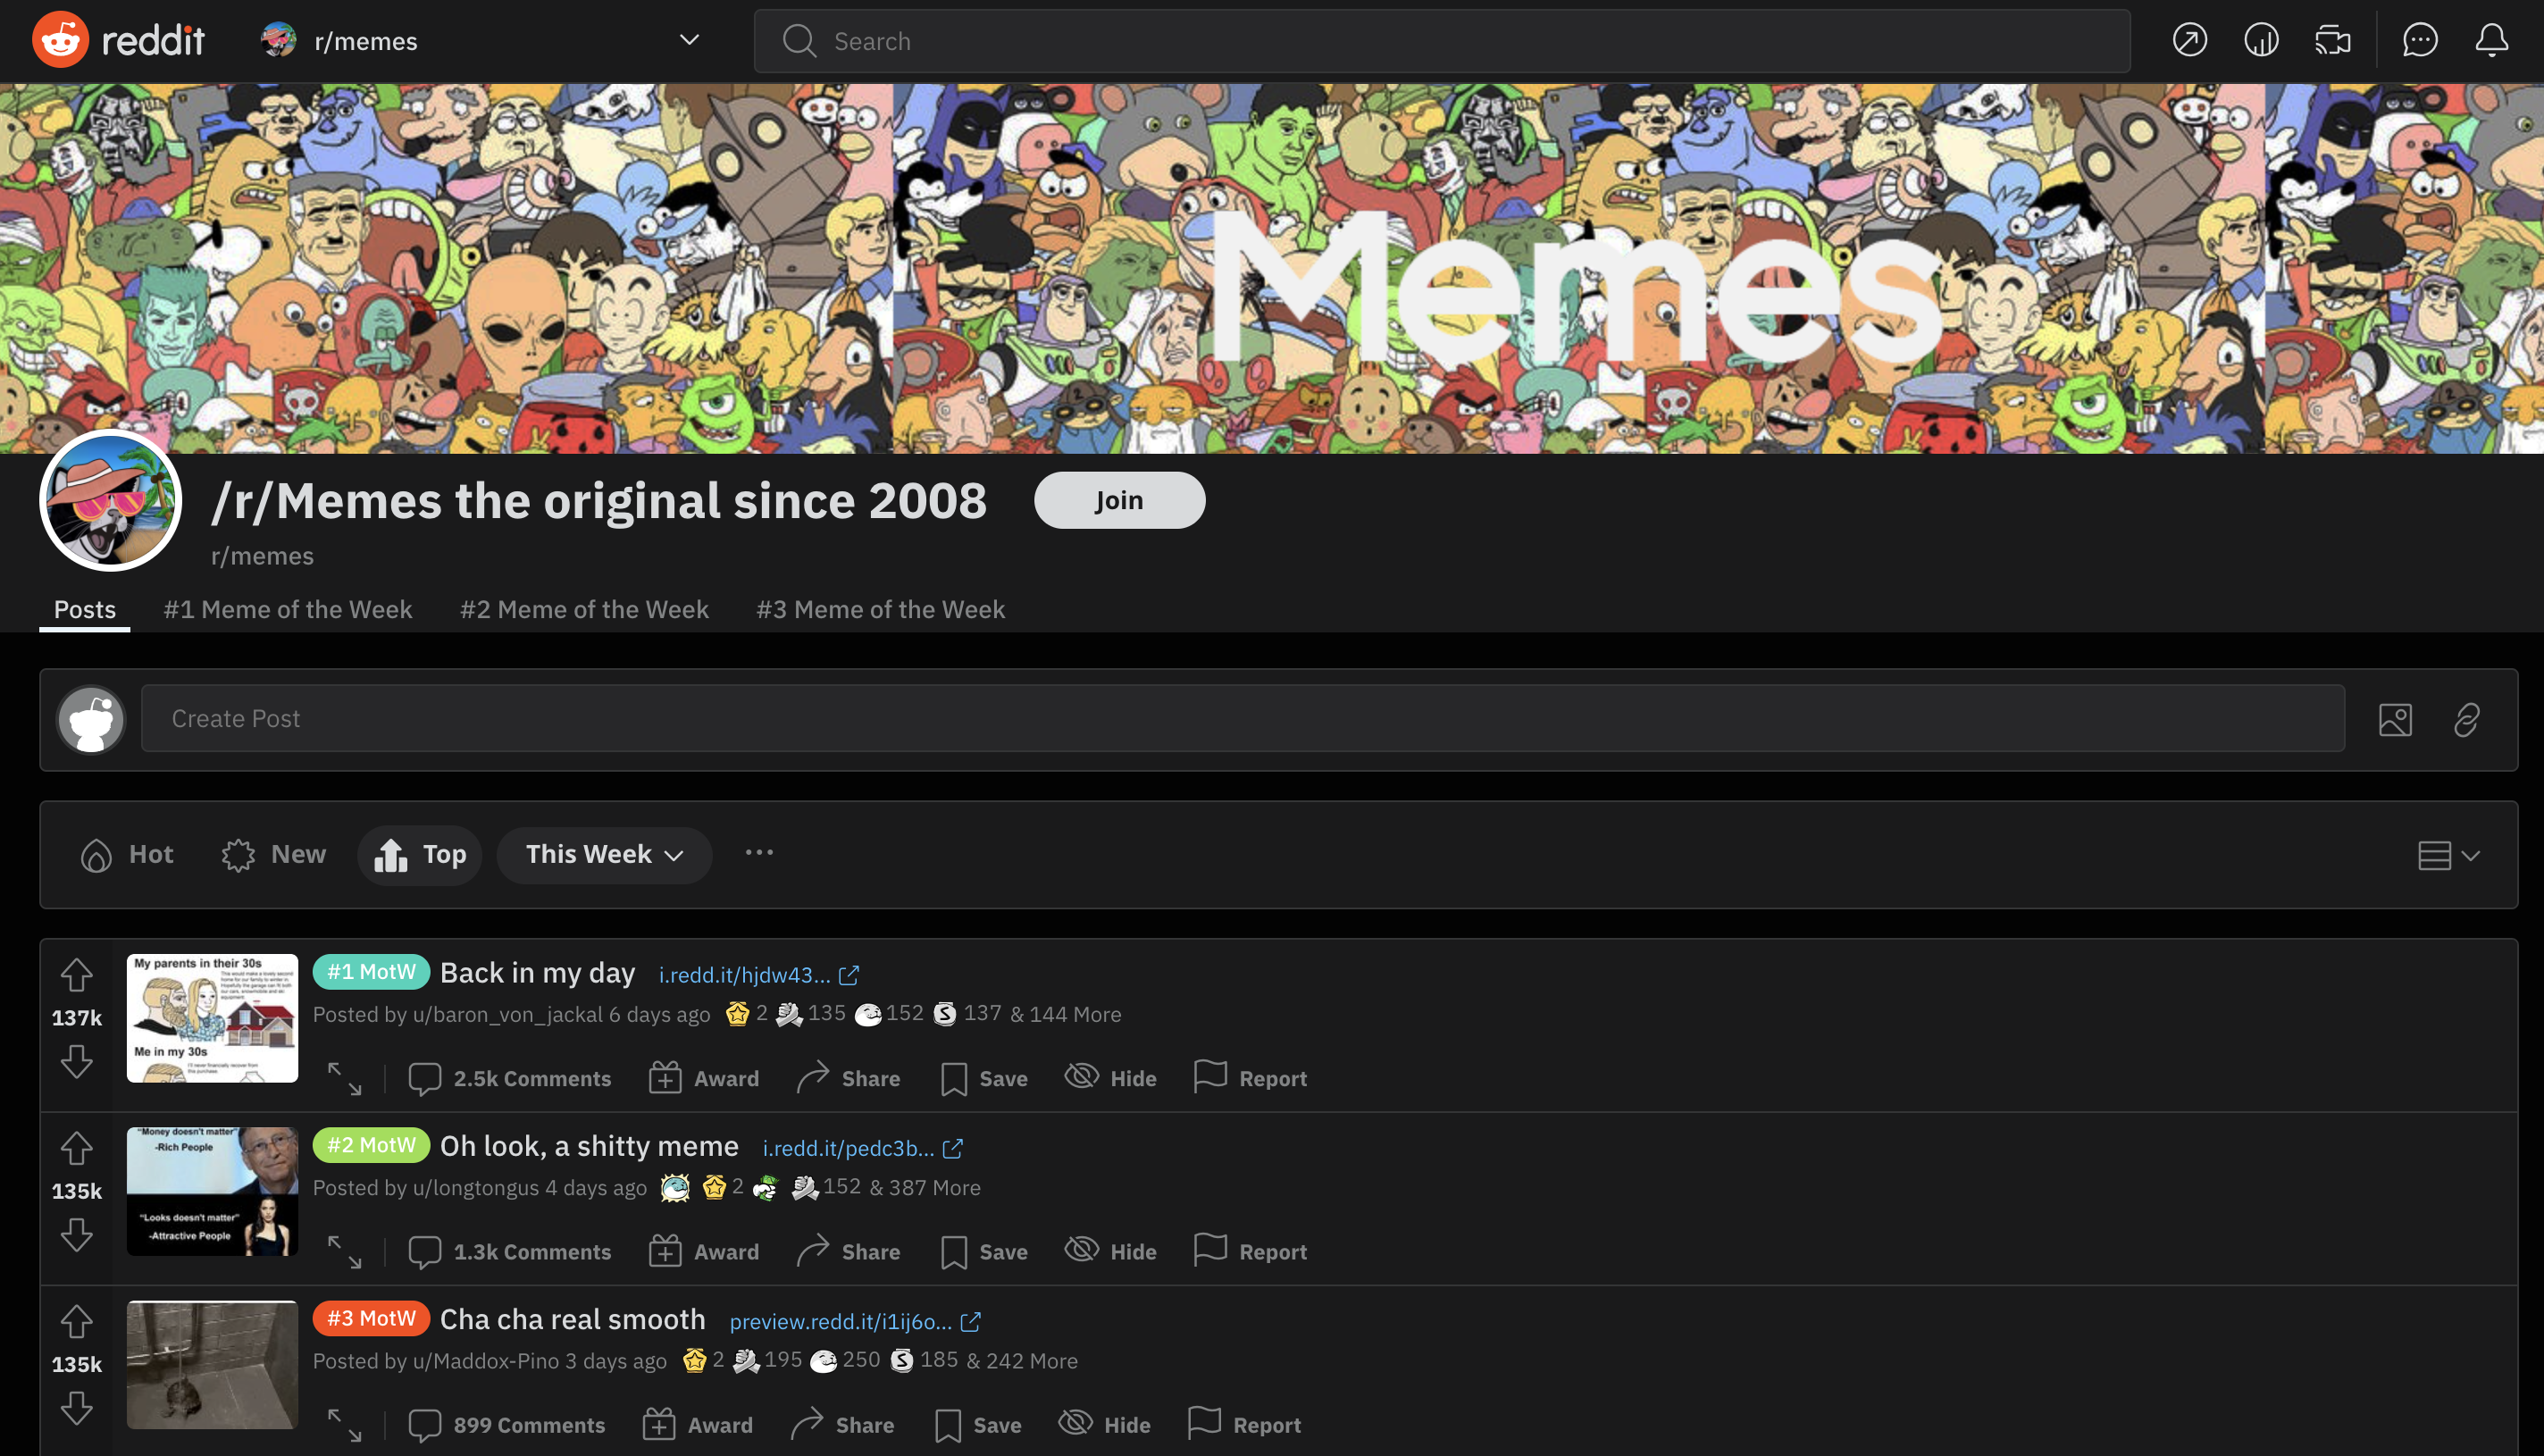 reddit
r/memes
Search
Memes
/r/Memes the original since 2008
Join
r/memes
Posts
#1 Meme of the Week
#2 Meme of the Week
#3 Meme of the Week
Create Post
Hot
New
Top
This Week
My parents in their 30s
Me in my 30s
137k
#1 MotW
Back in my day
i.redd.it/hjdw43...
Posted by u/baron_von_jackal 6 days ago 2 135 152 137 & 144 More
2.5k Comments
Award
Share
Save
Hide
Report
"Money doesn't matter"
-Rich People
"Looks doesn't matter"
-Attractive People
135k
#2 MotW
Oh look, a shitty meme
i.redd.it/pedc3b...
Posted by u/longtongus 4 days ago 2 152 & 387 More
1.3k Comments
Award
Share
Save
Hide
Report
135k
#3 MotW
Cha cha real smooth
preview.redd.it/i1ij6o...
Posted by u/Maddox-Pino 3 days ago 2 195 250 185 & 242 More
899 Comments
Award
Share
Save
Hide
Report